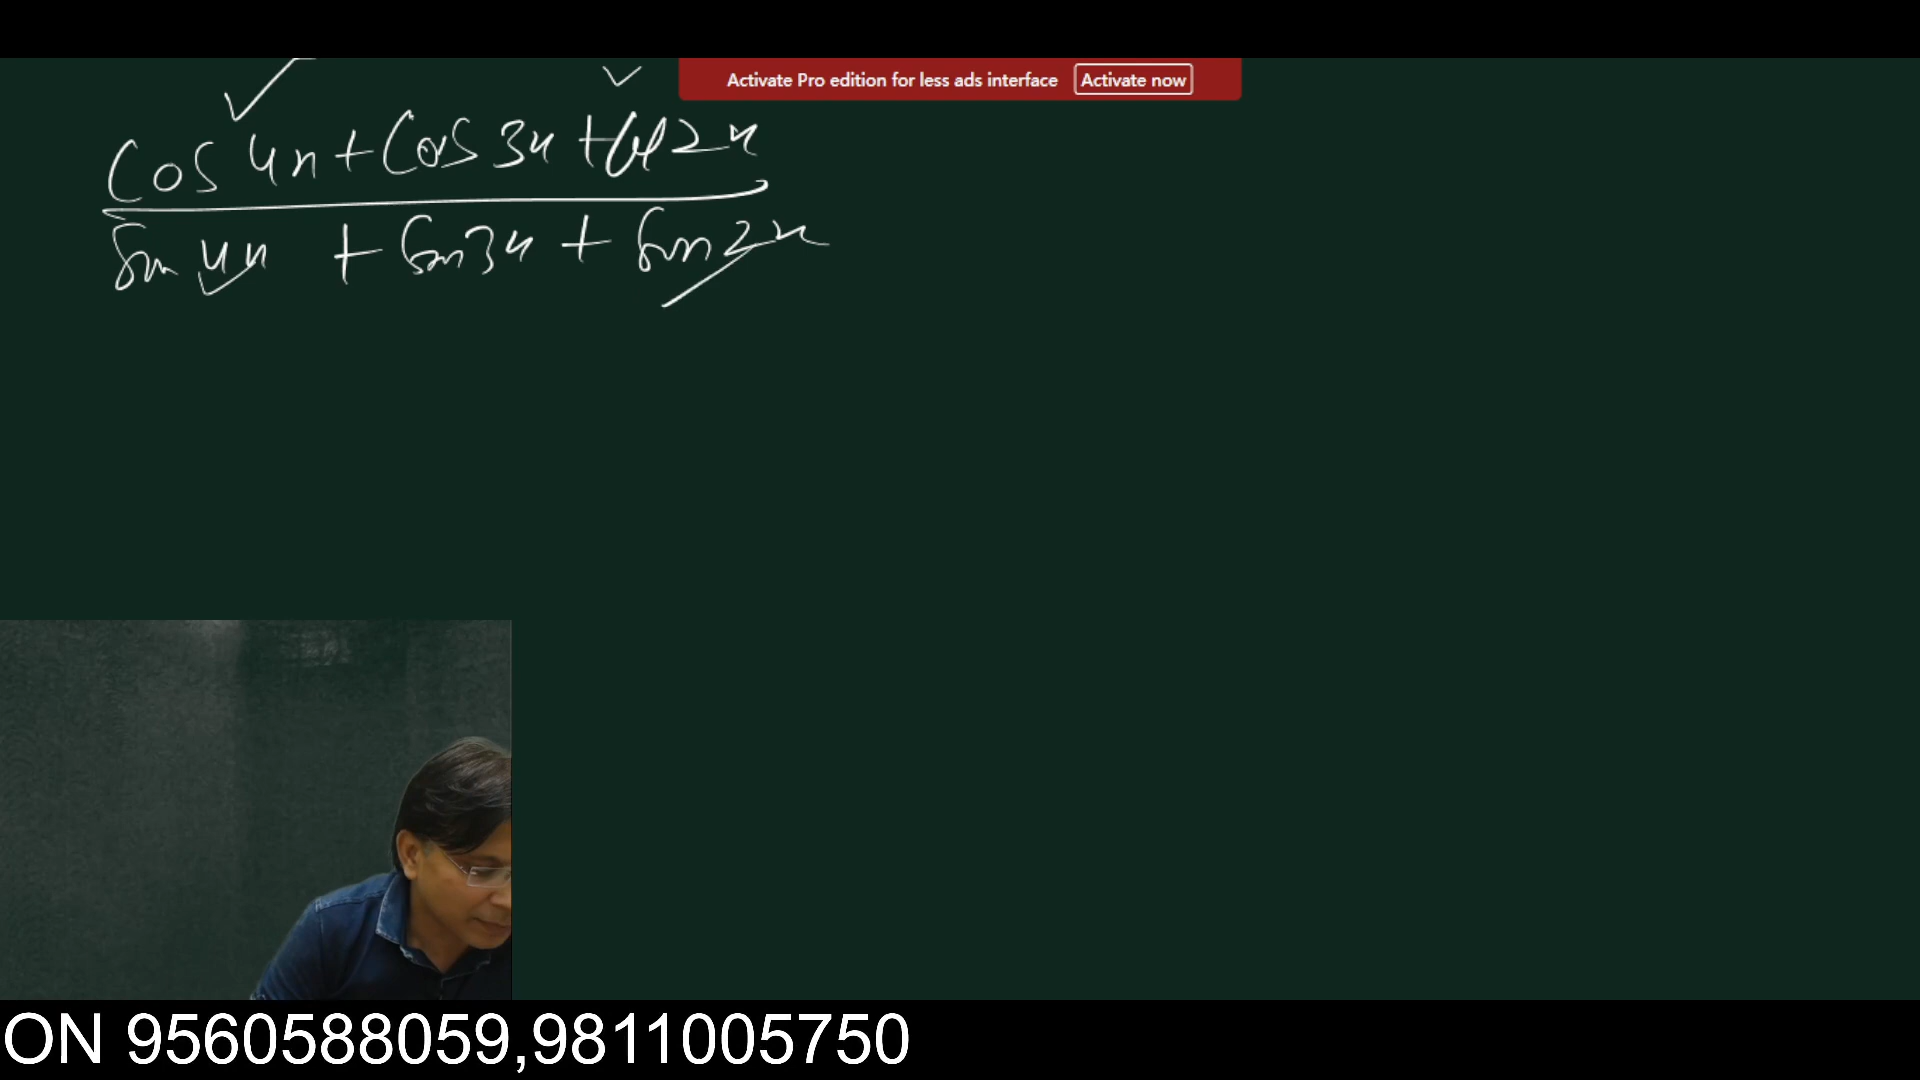 Activate Pro edition for less ads interface Activate now
Cos 4x + Cos 3x + Cos 2x
Sin 4x + Sin 3x + Sin 2x
ON 9560588059,9811005750